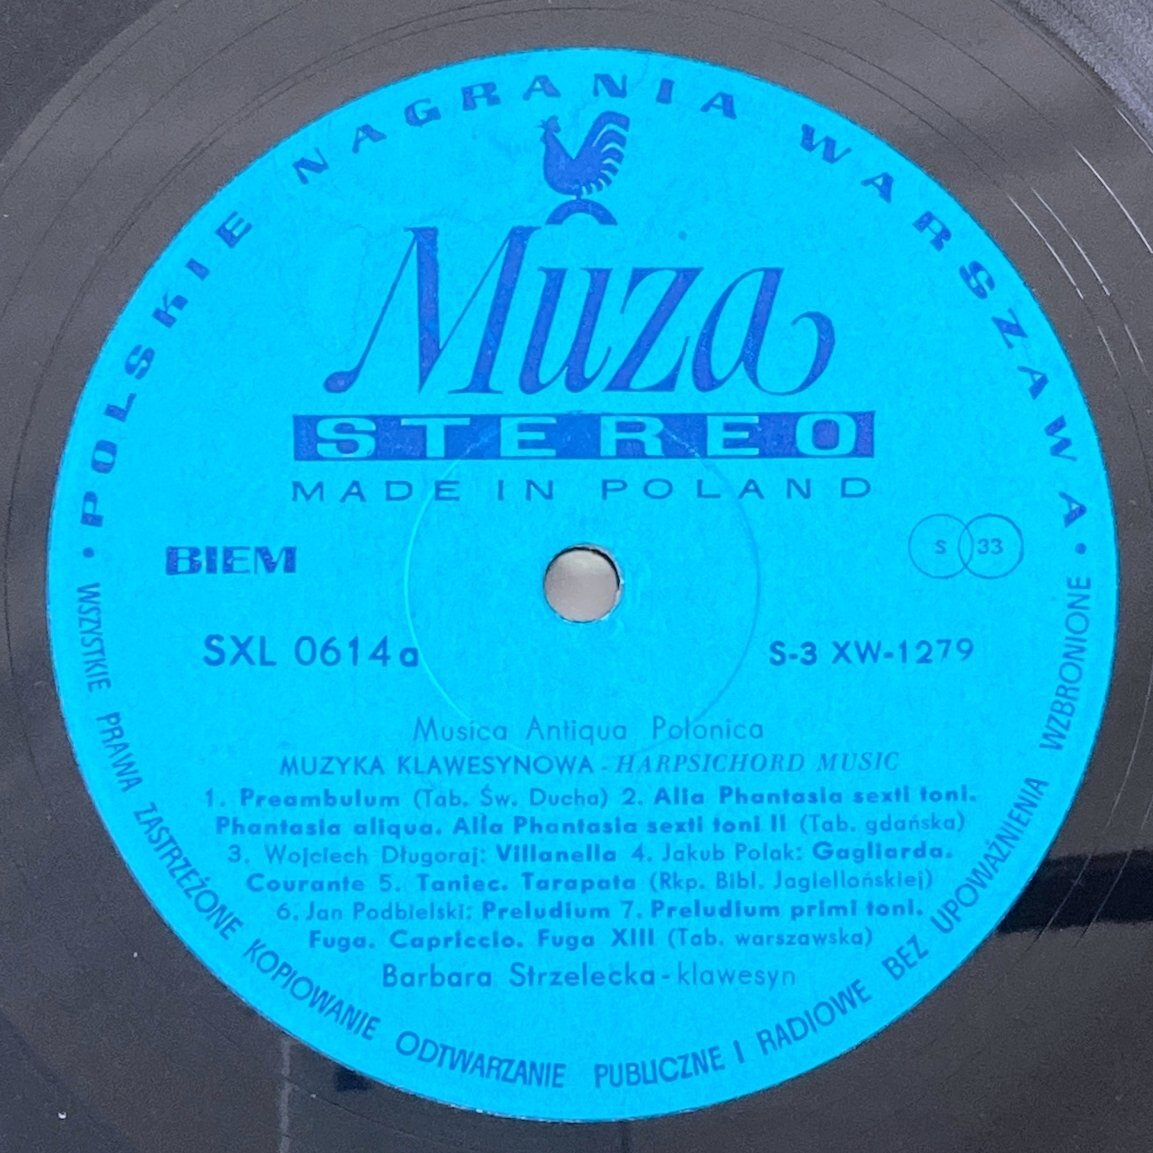 • POLSKIE NAGRANIA WARSZAWA •
Muza
STEREO
MADE IN POLAND
BIEM
S 33
SXL 0614a
S-3 XW-1279
Musica Antiqua Polonica
MUZYKA KLAWESYNOWA - HARPSICHORD MUSIC
1. Preambulum (Tab. Św. Ducha) 2. Alla Phantasia sexti toni.
Phantasia aliqua. Alla Phantasia sexti toni II (Tab. gdańska)
3. Wojciech Długoraj: Villanella 4. Jakub Polak: Gagliarda.
Courante 5. Taniec. Tarapata (Rkp. Bibl. Jagiellońskiej)
6. Jan Podbielski: Preludium 7. Preludium primi toni.
Fuga. Capriccio. Fuga XIII (Tab. warszawska)
Barbara Strzelecka - klawesyn
WSZYSTKIE PRAWA ZASTRZEŻONE KOPIOWANIE ODTWARZANIE PUBLICZNE I RADIOWE BEZ UPOWAŻNIENIA WZBRONIONE